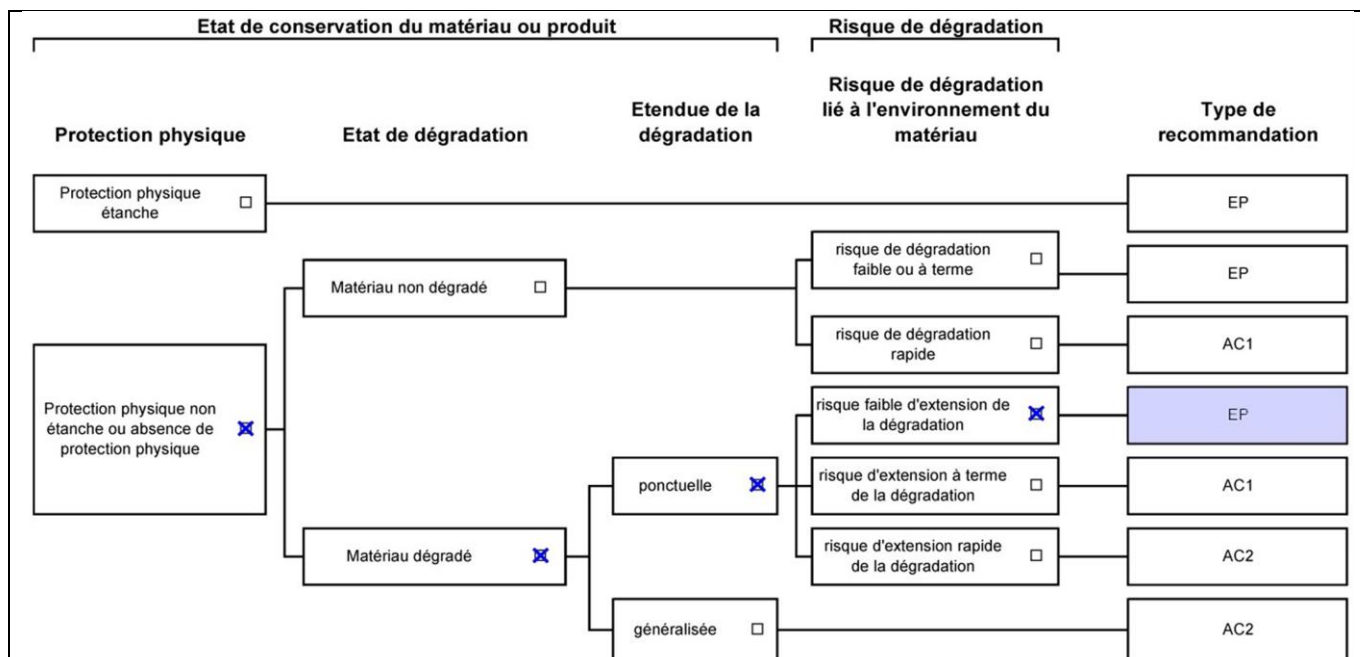 Etat de conservation du matériau ou produit
Risque de dégradation
Protection physique
Etat de dégradation
Etendue de la
dégradation
Risque de dégradation
lié à l'environnement du
matériau
Type de
recommandation
Protection physique
étanche
EP
risque de dégradation
faible ou à terme
EP
Matériau non dégradé
risque de dégradation
rapide
AC1
Protection physique non
étanche ou absence de
protection physique
risque faible d'extension de
la dégradation
EP
ponctuelle
risque d'extension à terme
de la dégradation
AC1
Matériau dégradé
risque d'extension rapide
de la dégradation
AC2
généralisée
AC2